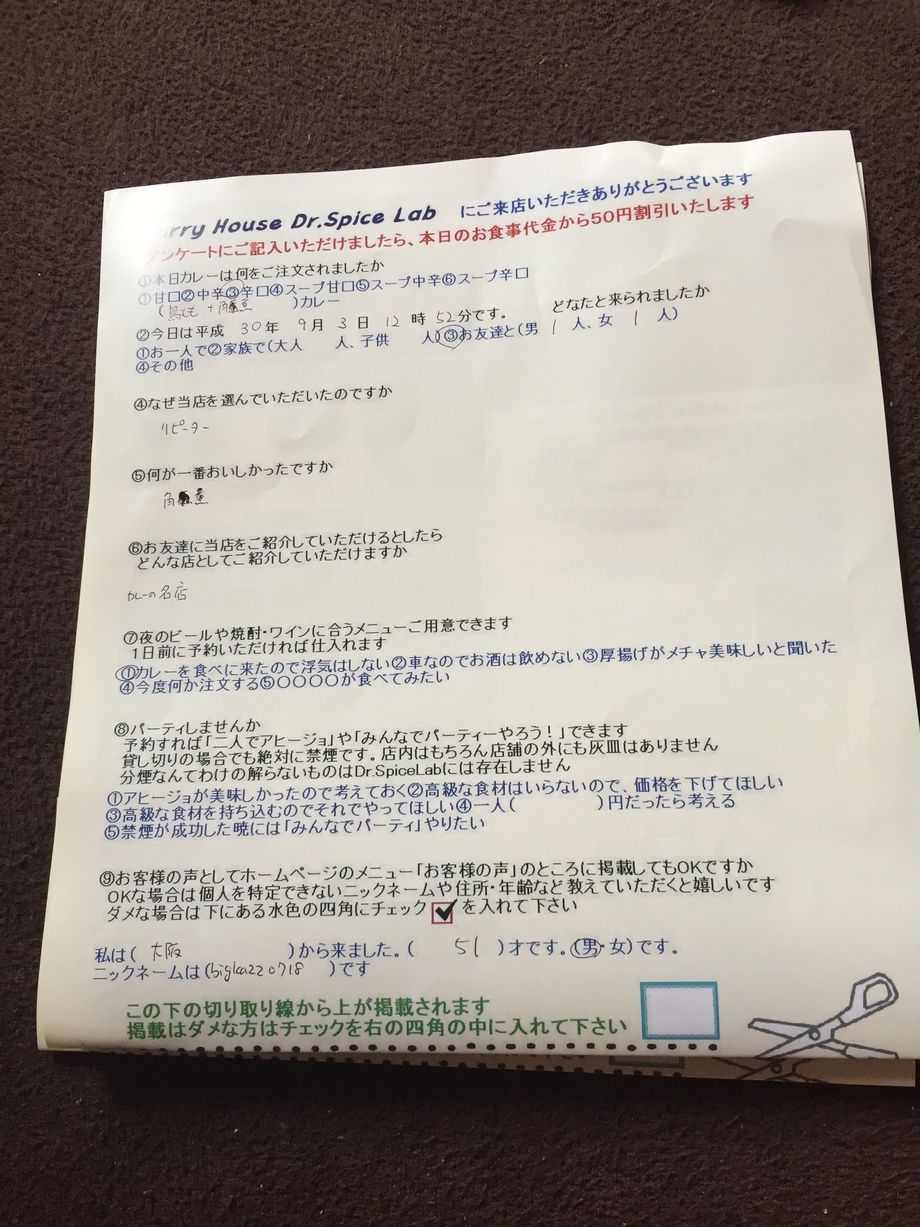 rry House Dr.Spice Lab にご来店いただきありがとうございます
アンケートにご記入いただけましたら、本日のお食事代金から50円割引いたします
①本日カレーは何をご注文されましたか
①甘口②中辛③辛口④スープ甘口⑤スープ中辛⑥スープ辛口
(鳥もも + 角煮)カレー
②今日は平成 30年 9月 3日 12時 52分です。 どなたと来られましたか
①お一人で②家族で(大人 人、子供 人)③お友達と(男 1 人、女 1 人)
④その他
④なぜ当店を選んでいただいたのですか
リピーター
⑤何が一番おいしかったですか
角煮
⑥お友達に当店をご紹介していただけるとしたら
どんな店としてご紹介していただけますか
カレーの名店
⑦夜のビールや焼酎・ワインに合うメニューご用意できます
1日前に予約いただければ仕入れます
①カレーを食べに来たので浮気はしない②車なのでお酒は飲めない③厚揚げがメチャ美味しいと聞いた
④今度何か注文する⑤〇〇〇〇が食べてみたい
⑧パーティしませんか
予約すれば「二人でアヒージョ」や「みんなでパーティーやろう!」できます
貸し切りの場合でも絶対に禁煙です。店内はもちろん店舗の外にも灰皿はありません
分煙なんてわけの解らないものはDr.SpiceLabには存在しません
①アヒージョが美味しかったので考えておく②高級な食材はいらないので、価格を下げてほしい
③高級な食材を持ち込むのでそれでやってほしい④一人( )円だったら考える
⑤禁煙が成功した暁には「みんなでパーティ」やりたい
⑨お客様の声としてホームページのメニュー「お客様の声」のところに掲載してもOKですか
OKな場合は個人を特定できないニックネームや住所・年齢など教えていただくと嬉しいです
ダメな場合は下にある水色の四角にチェック を入れて下さい
私は( 大阪 )から来ました。( 51 )才です。(男・女)です。
ニックネームは(bigkazz0718 )です
この下の切り取り線から上が掲載されます
掲載はダメな方はチェックを右の四角の中に入れて下さい